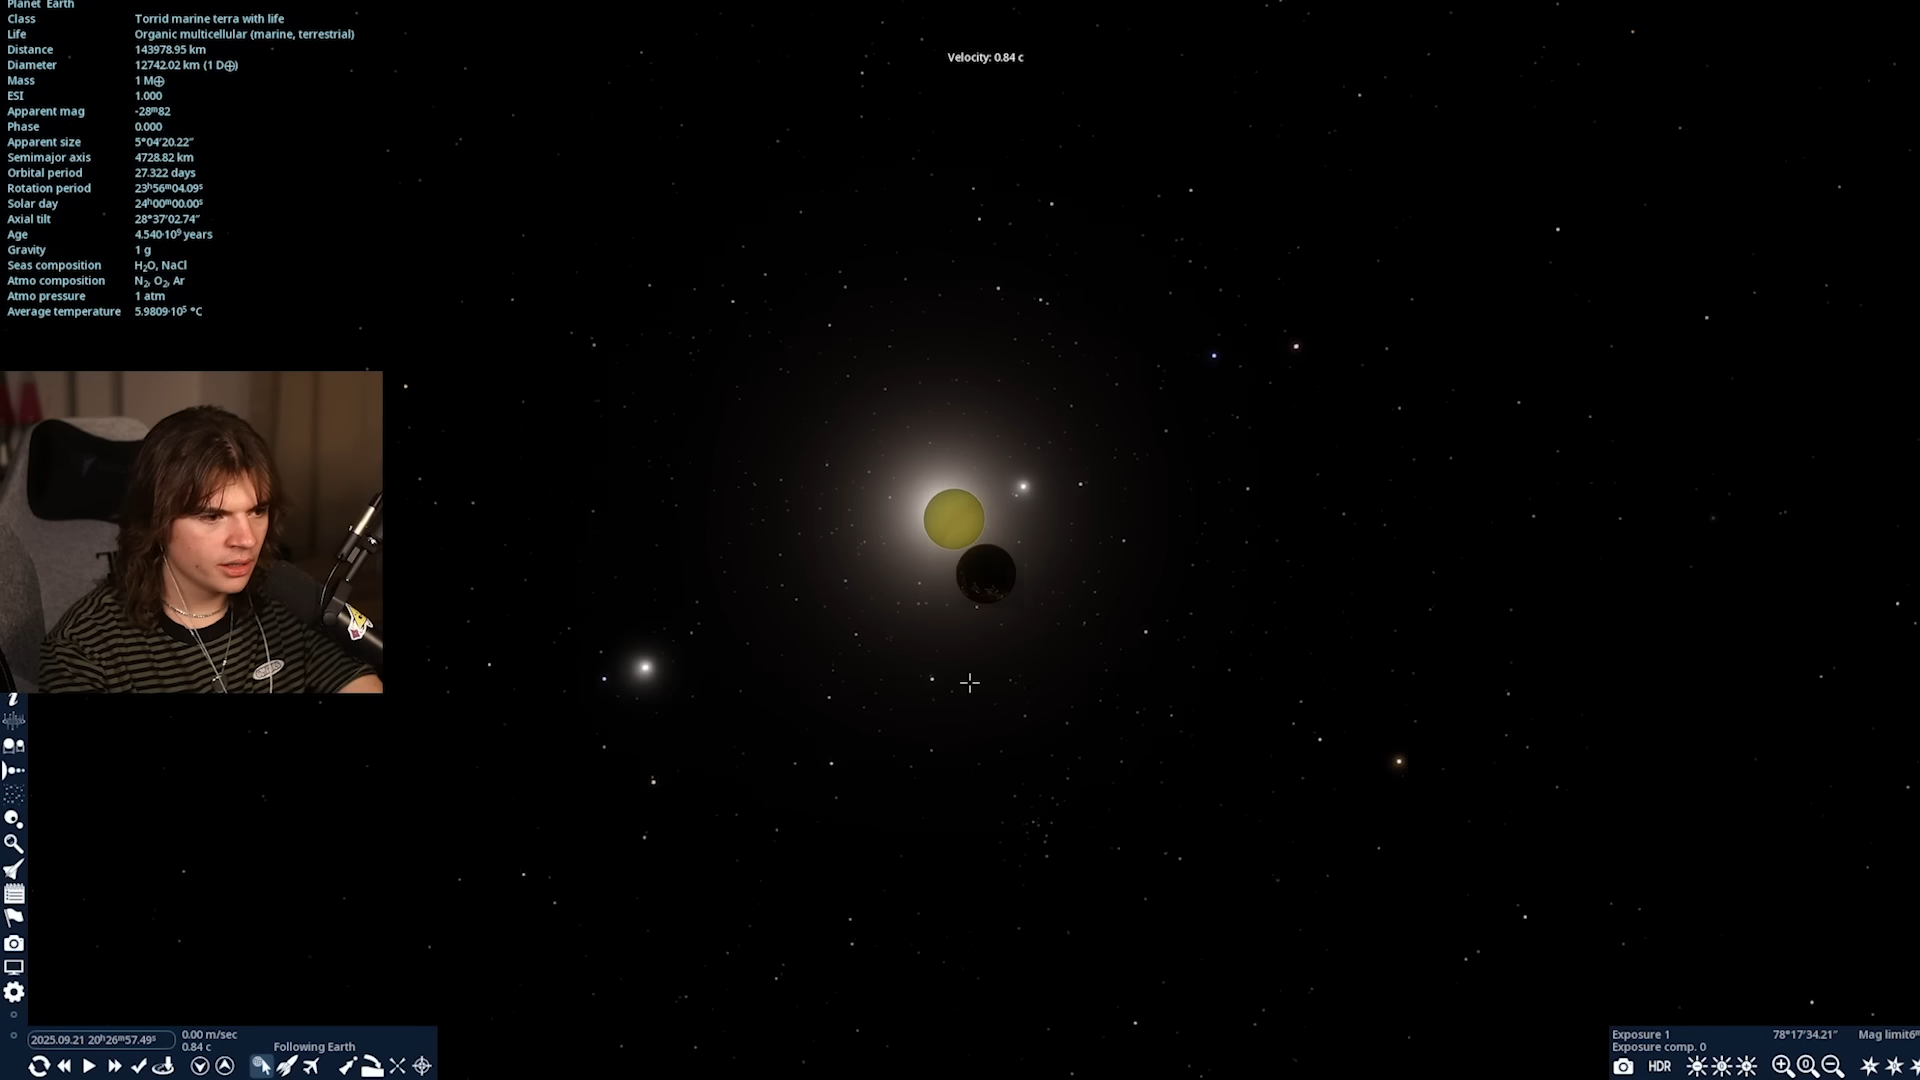 Planet Earth
Class Torrid marine terra with life
Life Organic multicellular (marine, terrestrial)
Distance 143978.95 km
Diameter 12742.02 km (1 D⊕)
Mass 1 M⊕
ESI 1.000
Apparent mag -28ᵐ82
Phase 0.000
Apparent size 5°04′20.22″
Semimajor axis 4728.82 km
Orbital period 27.322 days
Rotation period 23ʰ56ᵐ04.09ˢ
Solar day 24ʰ00ᵐ00.00ˢ
Axial tilt 28°37′02.74″
Age 4.540·10⁹ years
Gravity 1 g
Seas composition H₂O, NaCl
Atmo composition N₂, O₂, Ar
Atmo pressure 1 atm
Average temperature 5.9809·10⁵ °C
Velocity: 0.84 c
2025.09.21 20ʰ26ᵐ57.49ˢ
0.00 m/sec
0.84 c
Following Earth
Exposure 1 78°17′34.21″ Mag limit6ᵐ
Exposure comp. 0
HDR